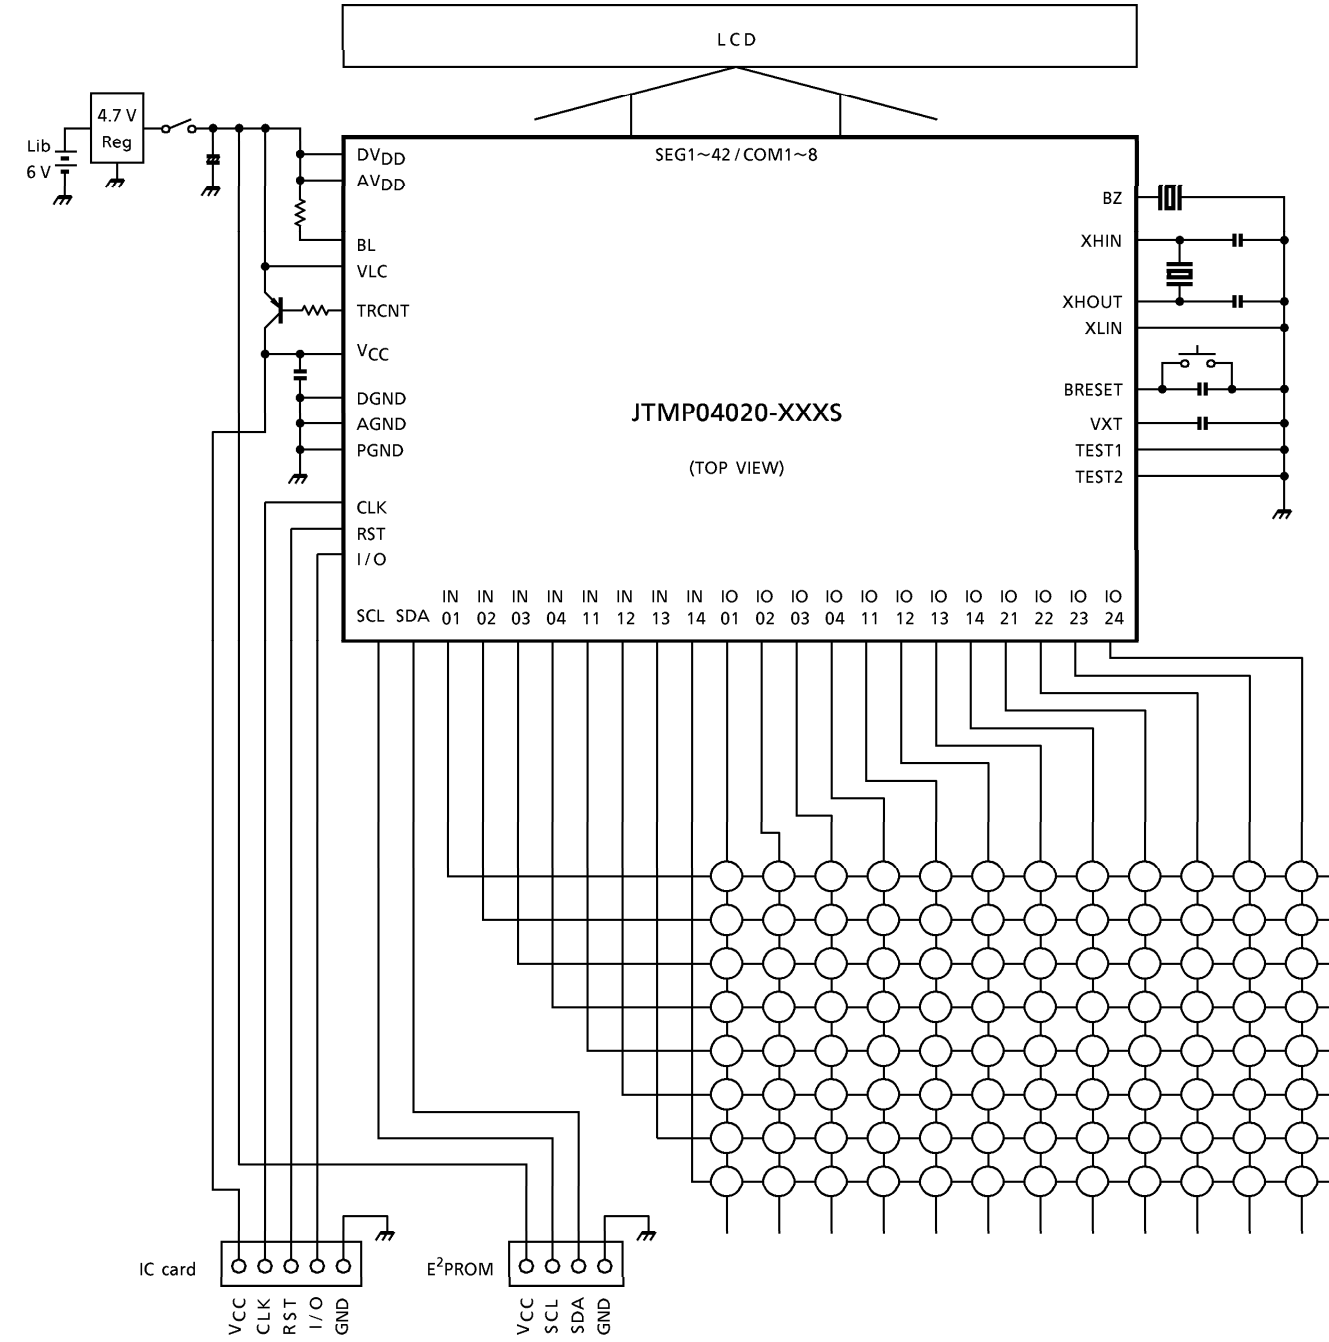 LCD
4.7 V
Reg
Lib
6 V
SEG1~42 / COM1~8
DVDD
AVDD
BL
VLC
TRCNT
VCC
DGND
AGND
PGND
CLK
RST
I/O
BZ
XHIN
XHOUT
XLIN
BRESET
VXT
TEST1
TEST2
JTMP04020-XXXS
(TOP VIEW)
IN IN IN IN IN IN IN IN IO IO IO IO IO IO IO IO IO IO IO IO
SCL SDA 01 02 03 04 11 12 13 14 01 02 03 04 11 12 13 14 21 22 23 24
IC card
E²PROM
VCC
CLK
RST
I/O
GND
VCC
SCL
SDA
GND